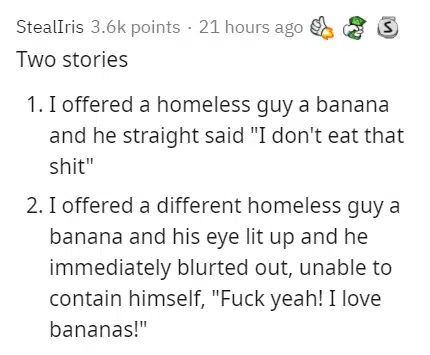 StealIris 3.6k points · 21 hours ago S
Two stories
1. I offered a homeless guy a banana
and he straight said "I don't eat that
shit"
2. I offered a different homeless guy a
banana and his eye lit up and he
immediately blurted out, unable to
contain himself, "Fuck yeah! I love
bananas!"